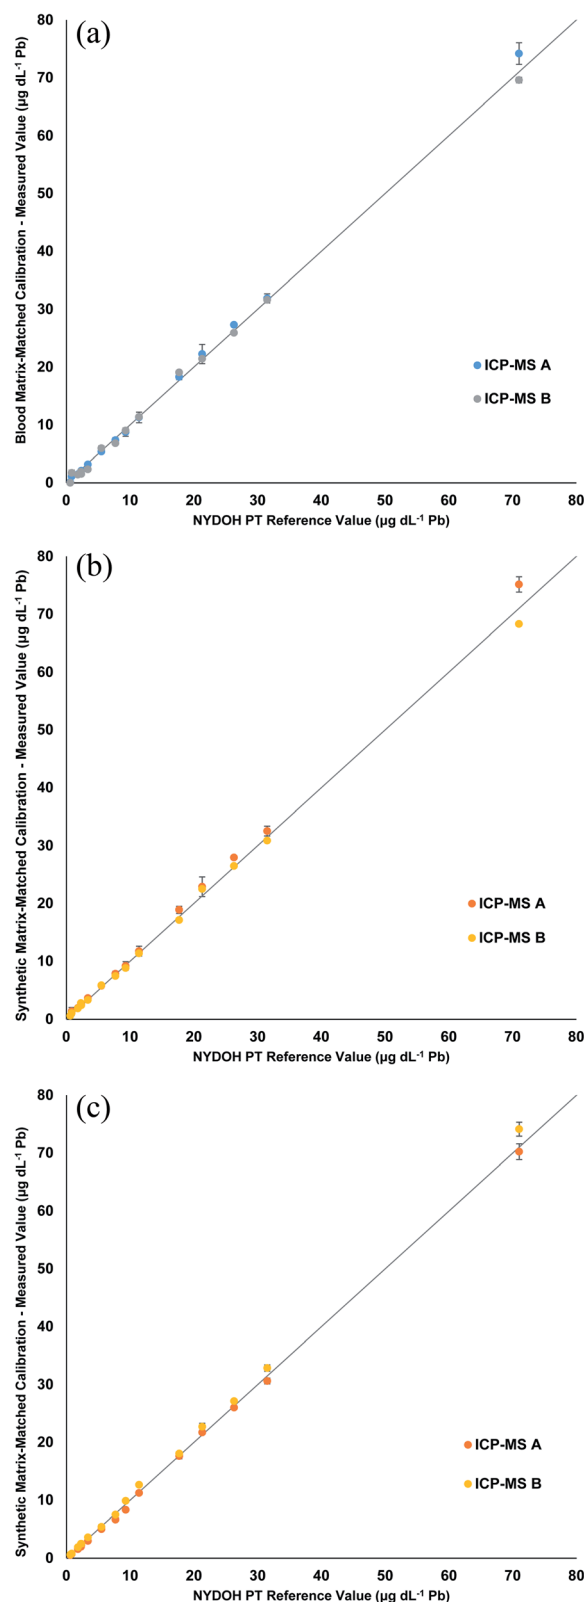 (a)
Blood Matrix-Matched Calibration - Measured Value (µg dL⁻¹ Pb)
80
70
60
50
40
30
20
10
0
ICP-MS A
ICP-MS B
0 10 20 30 40 50 60 70 80
NYDOH PT Reference Value (µg dL⁻¹ Pb)
(b)
Synthetic Matrix-Matched Calibration - Measured Value (µg dL⁻¹ Pb)
80
70
60
50
40
30
20
10
0
ICP-MS A
ICP-MS B
0 10 20 30 40 50 60 70 80
NYDOH PT Reference Value (µg dL⁻¹ Pb)
(c)
Synthetic Matrix-Matched Calibration - Measured Value (µg dL⁻¹ Pb)
80
70
60
50
40
30
20
10
0
ICP-MS A
ICP-MS B
0 10 20 30 40 50 60 70 80
NYDOH PT Reference Value (µg dL⁻¹ Pb)